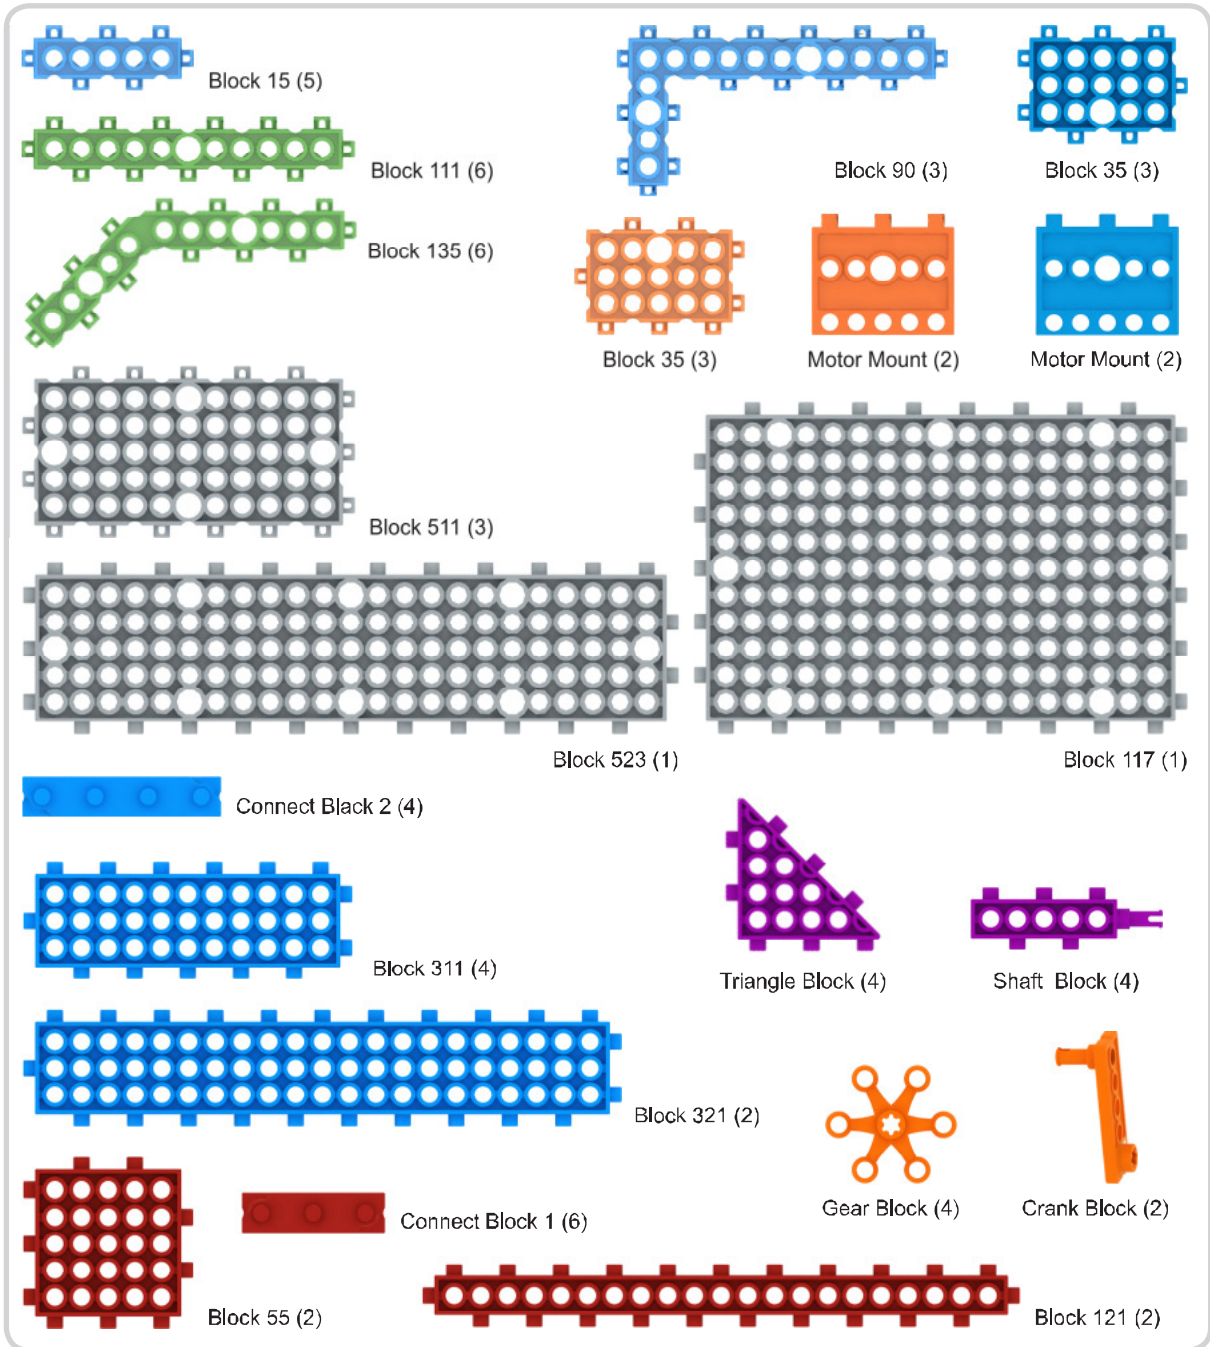 Block 15 (5)
Block 111 (6)
Block 90 (3)
Block 35 (3)
Block 135 (6)
Block 35 (3)
Motor Mount (2)
Motor Mount (2)
Block 511 (3)
Block 523 (1)
Block 117 (1)
Connect Black 2 (4)
Block 311 (4)
Triangle Block (4)
Shaft Block (4)
Block 321 (2)
Gear Block (4)
Crank Block (2)
Connect Block 1 (6)
Block 55 (2)
Block 121 (2)